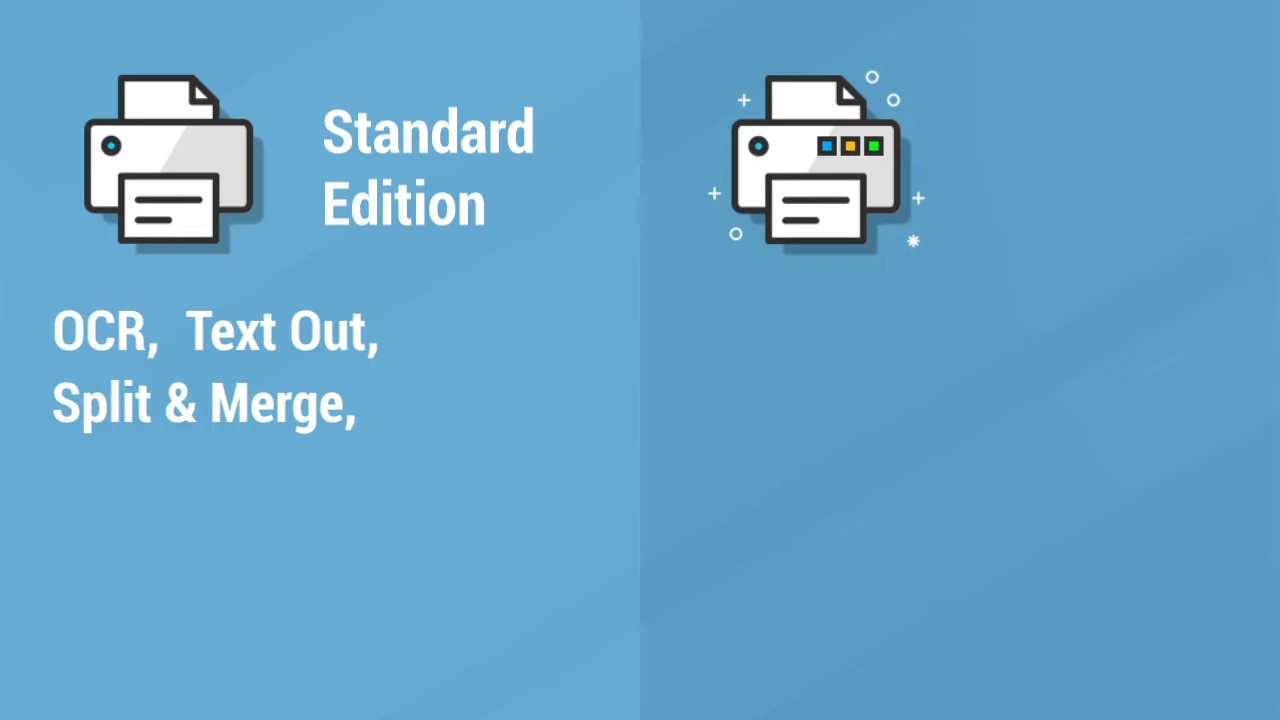 Standard
Edition
OCR, Text Out,
Split & Merge,